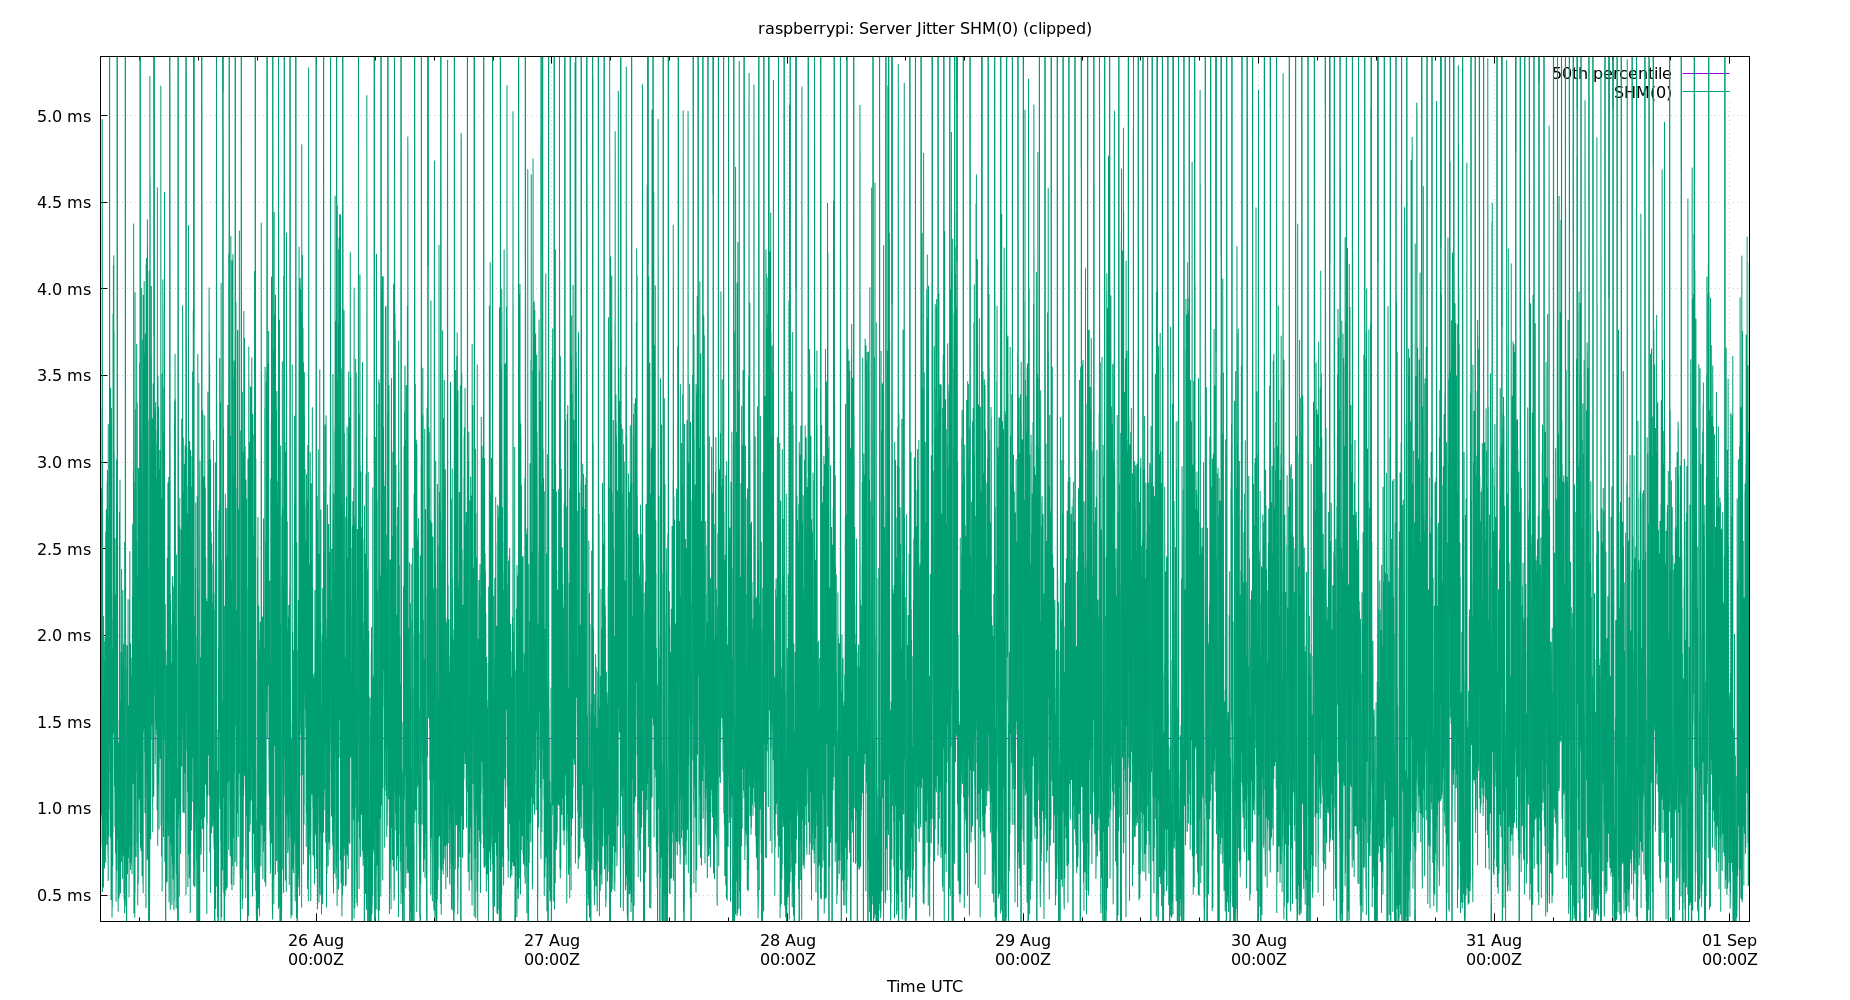 raspberrypi: Server Jitter SHM(0) (clipped)
50th percentile
SHM(0)
5.0 ms
4.5 ms
4.0 ms
3.5 ms
3.0 ms
2.5 ms
2.0 ms
1.5 ms
1.0 ms
0.5 ms
26 Aug 27 Aug 28 Aug 29 Aug 30 Aug 31 Aug 01 Sep
00:00Z 00:00Z 00:00Z 00:00Z 00:00Z 00:00Z 00:00Z
Time UTC